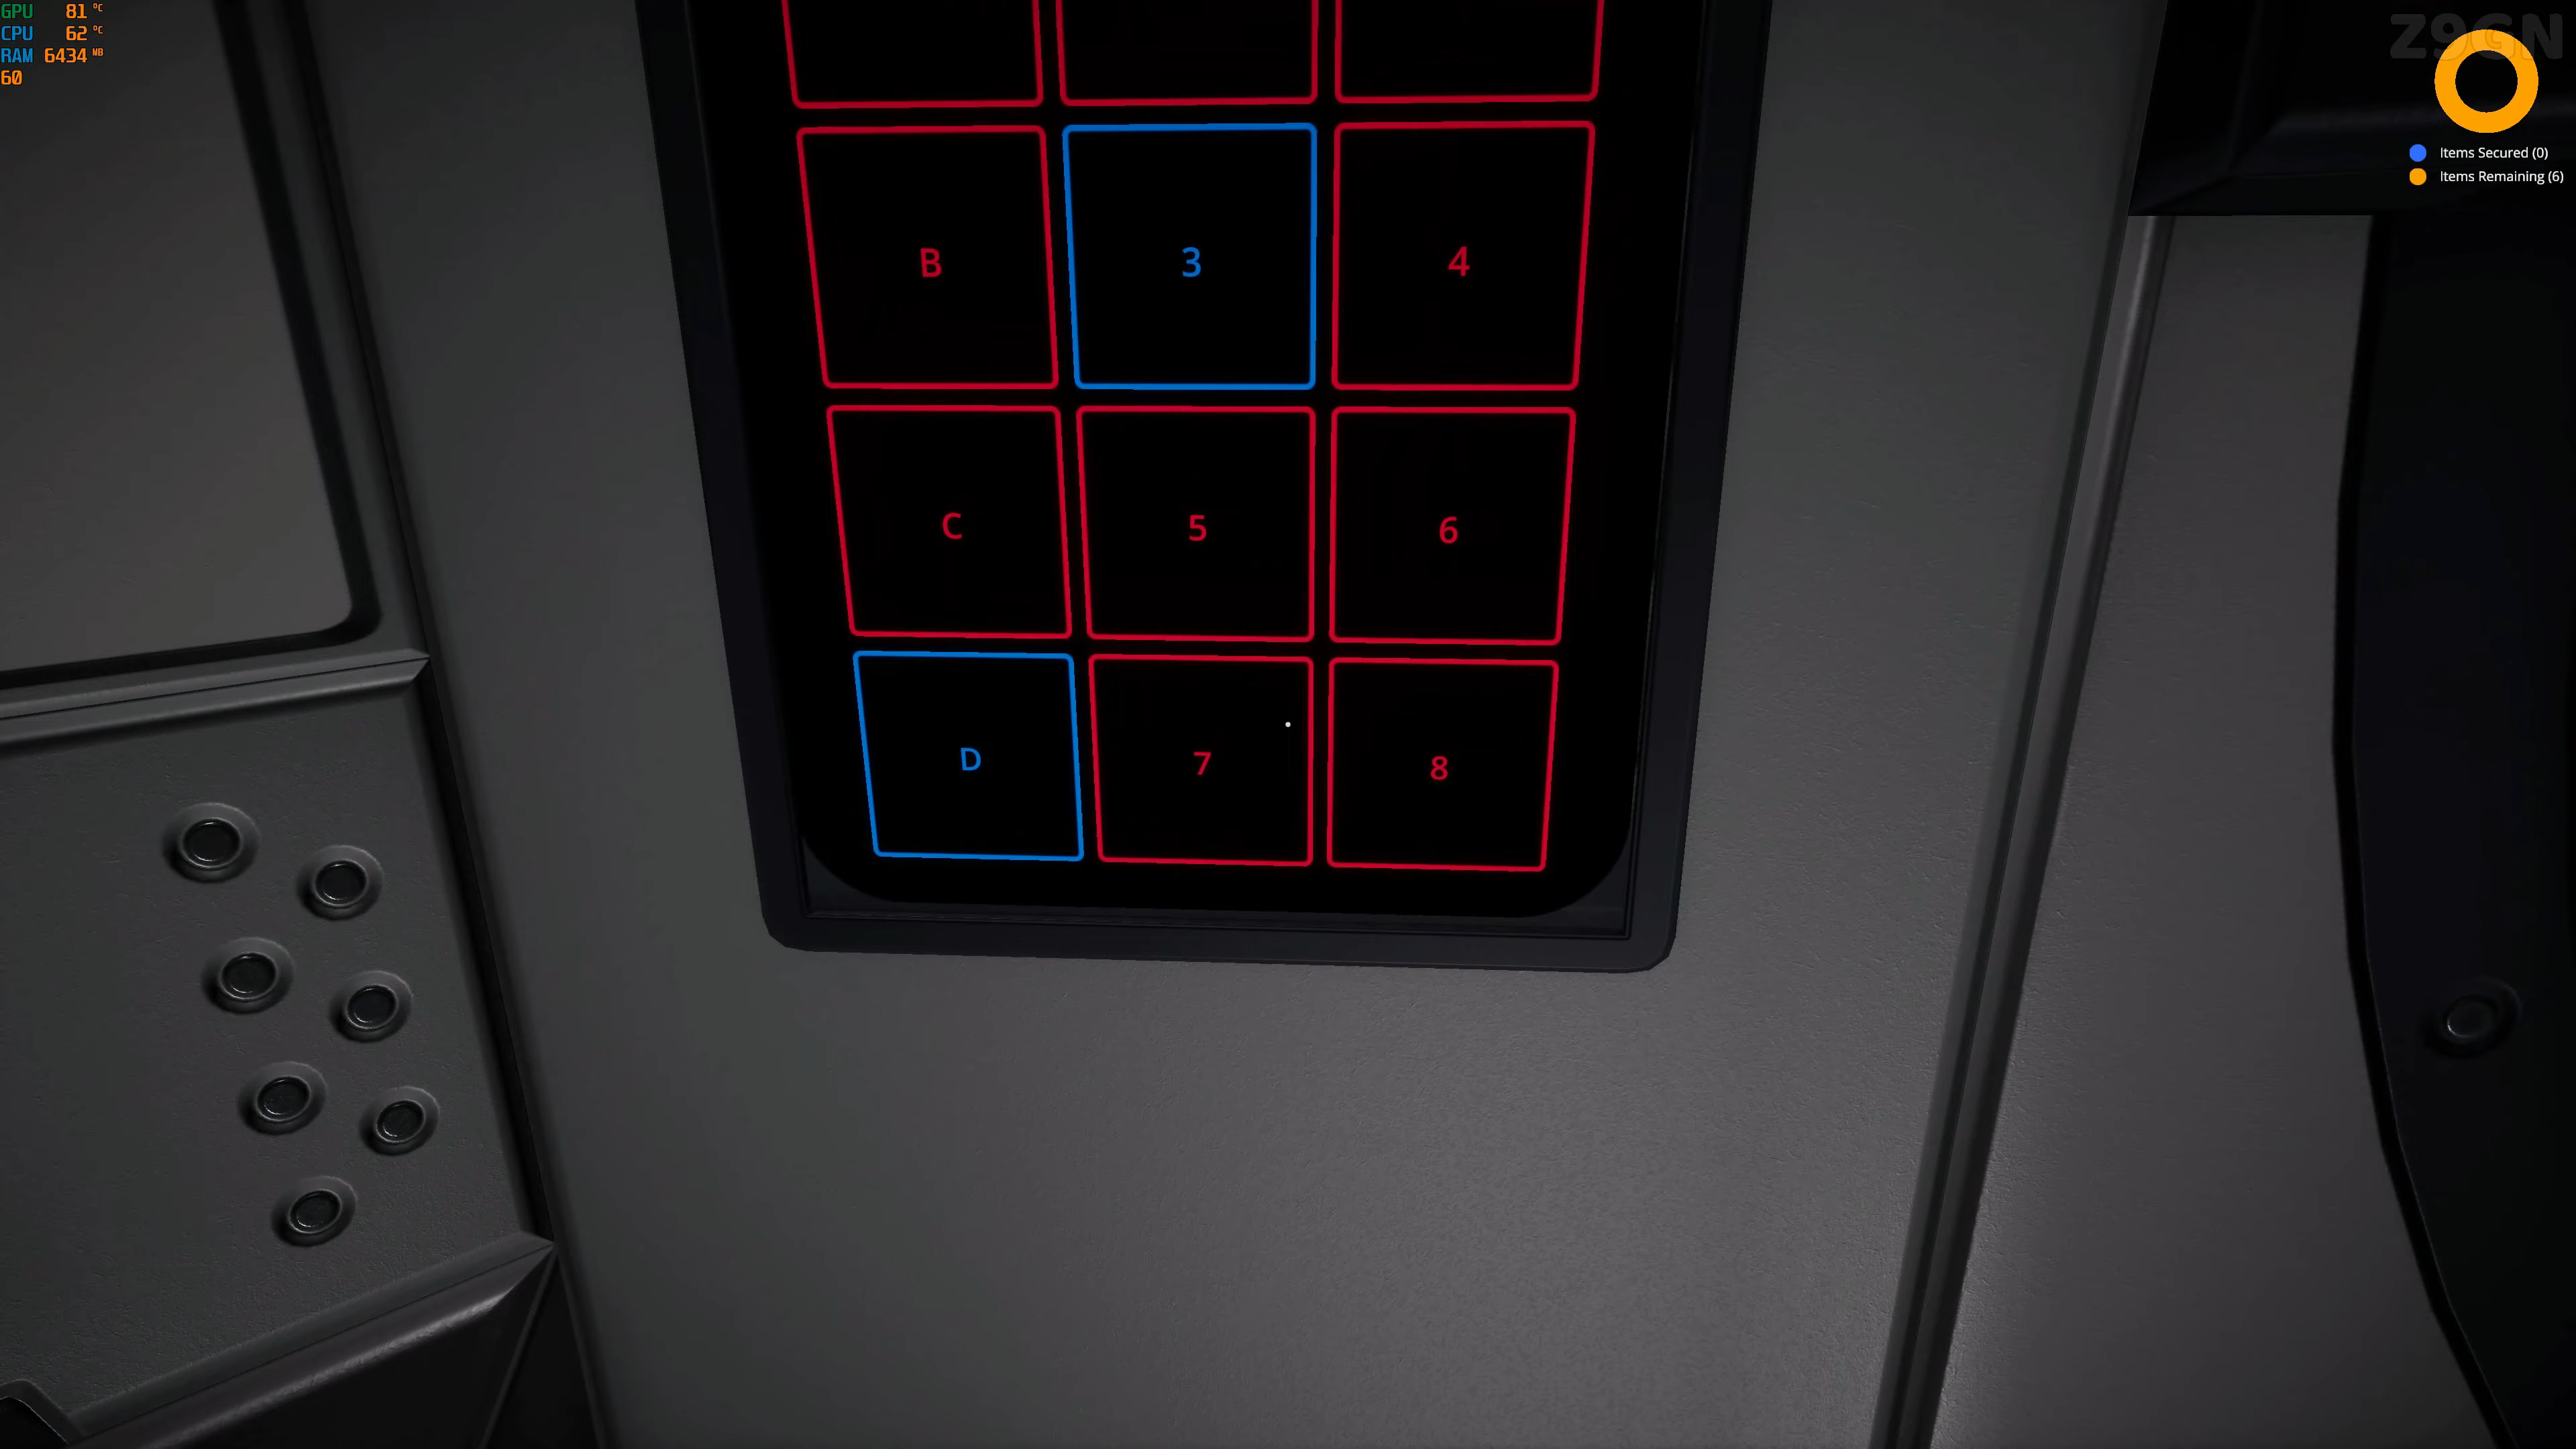 GPU 81 °C
CPU 62 °C
RAM 6434 MB
60
Z9GN
Items Secured (0)
Items Remaining (6)
B 3 4
C 5 6
D 7 8